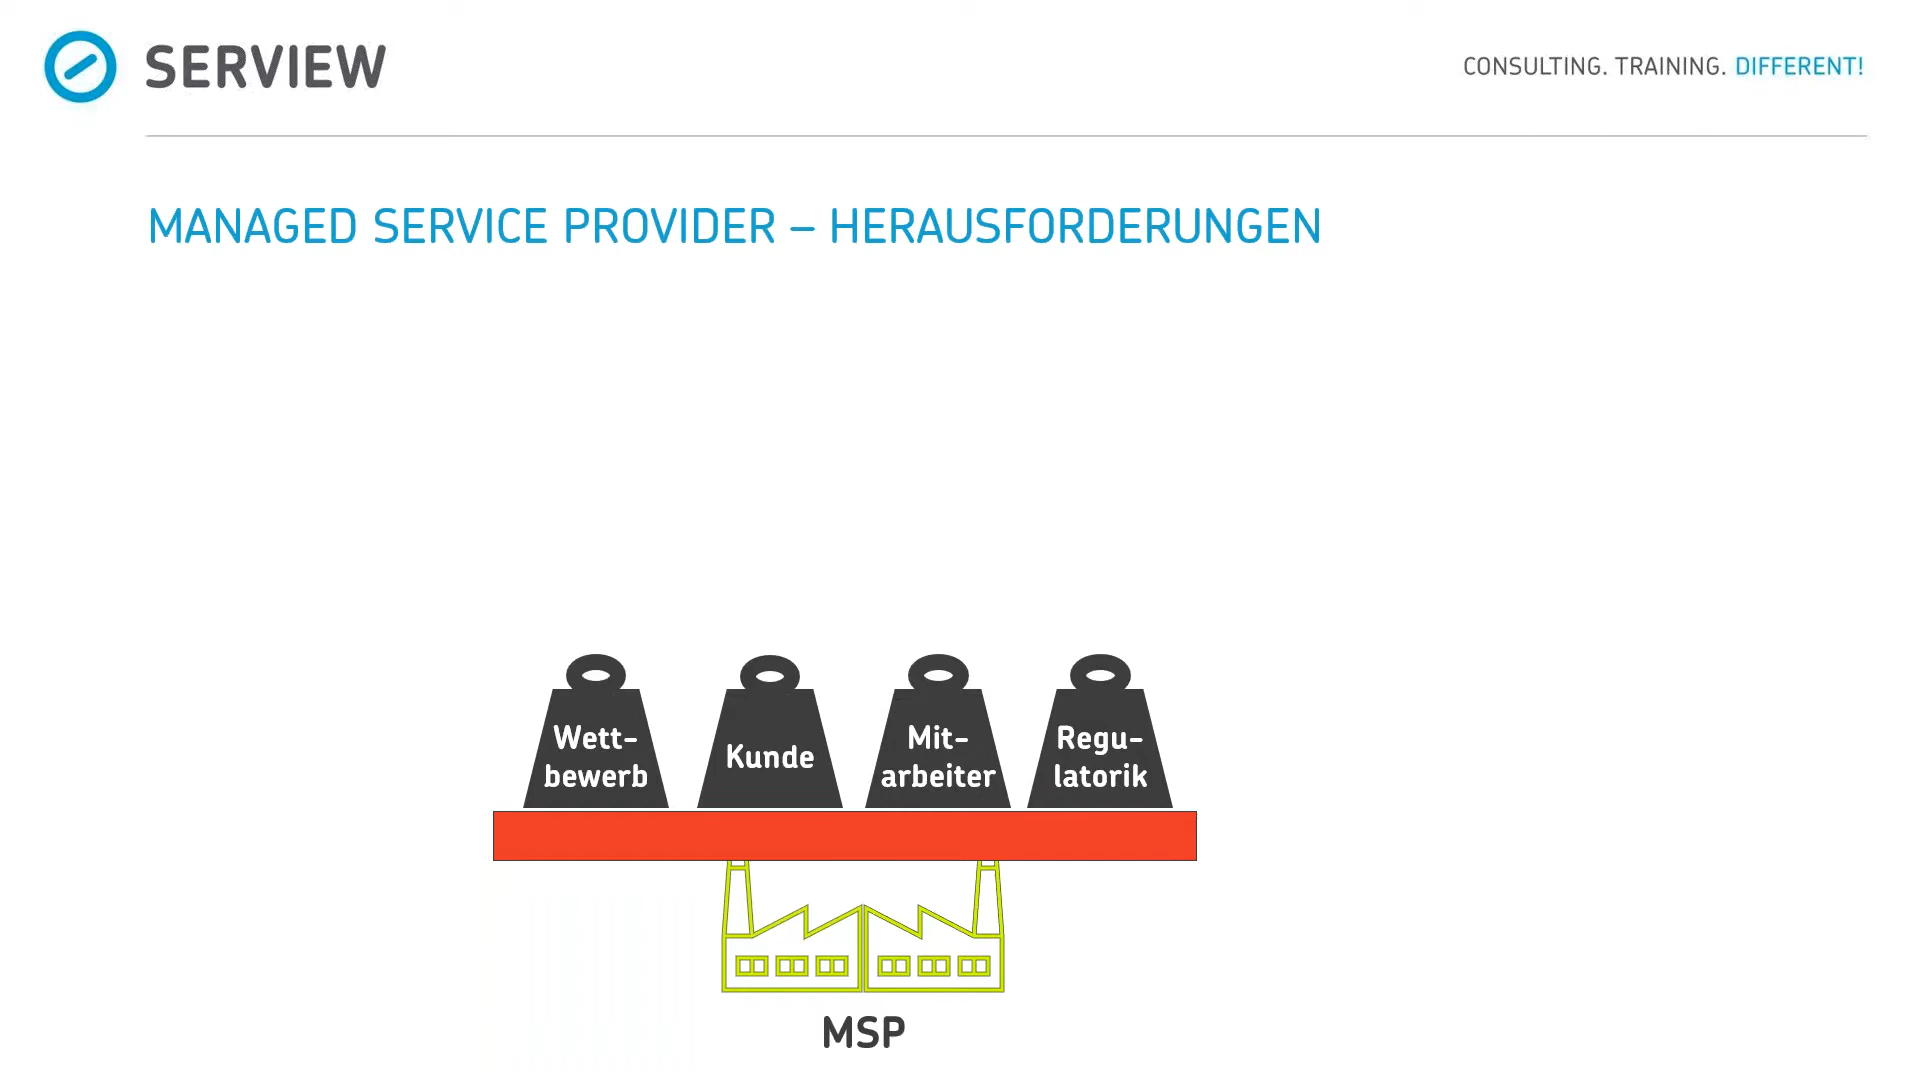 SERVIEW
CONSULTING. TRAINING. DIFFERENT!
MANAGED SERVICE PROVIDER – HERAUSFORDERUNGEN
Wett-
bewerb
Kunde
Mit-
arbeiter
Regu-
latorik
MSP